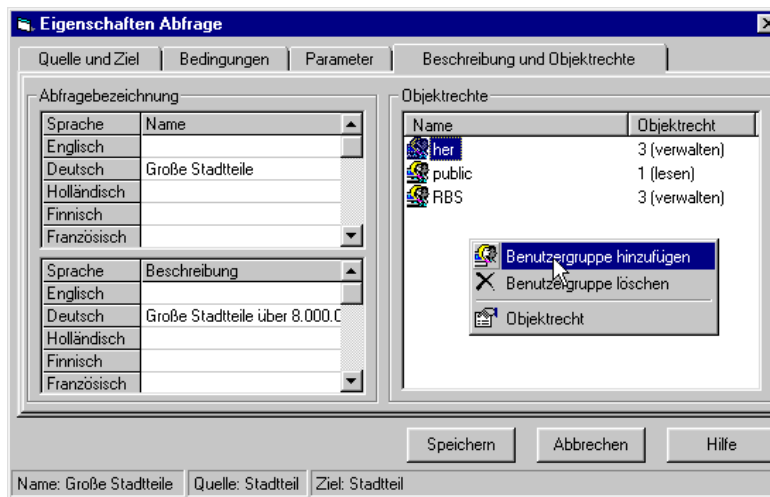 Eigenschaften Abfrage
Quelle und Ziel
Bedingungen
Parameter
Beschreibung und Objektrechte
Abfragebezeichnung
Sprache Name
Englisch
Deutsch Große Stadtteile
Holländisch
Finnisch
Französisch
Sprache Beschreibung
Englisch
Deutsch Große Stadtteile über 8.000.0
Holländisch
Finnisch
Französisch
Objektrechte
Name Objektrecht
her 3 (verwalten)
public 1 (lesen)
RBS 3 (verwalten)
Benutzergruppe hinzufügen
Benutzergruppe löschen
Objektrecht
Speichern
Abbrechen
Hilfe
Name: Große Stadtteile
Quelle: Stadtteil
Ziel: Stadtteil